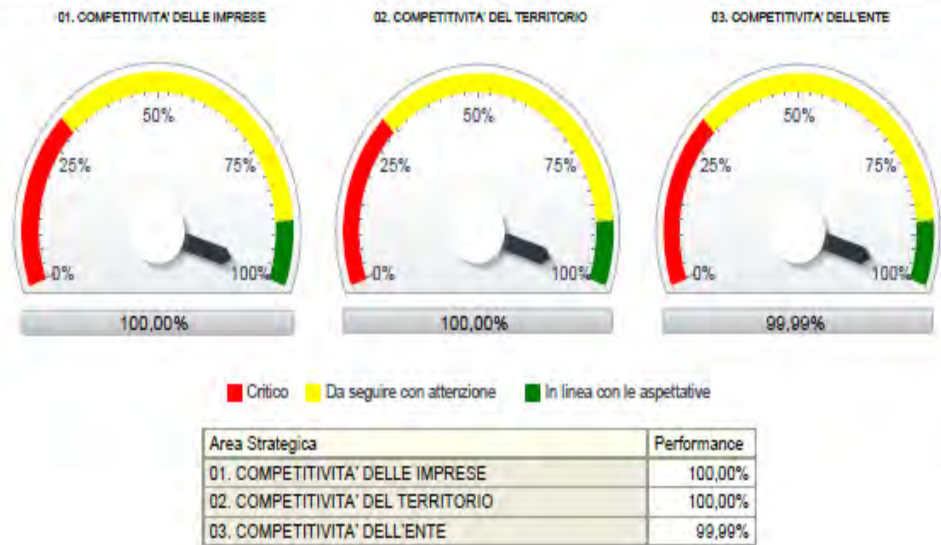 01. COMPETITIVITA' DELLE IMPRESE
02. COMPETITIVITA' DEL TERRITORIO
03. COMPETITIVITA' DELL'ENTE
50% 50% 50%
25% 75% 25% 75% 25% 75%
0% 100% 0% 100% 0% 100%
100,00% 100,00% 99,99%
Critico Da seguire con attenzione In linea con le aspettative
Area Strategica Performance
01. COMPETITIVITA' DELLE IMPRESE 100,00%
02. COMPETITIVITA' DEL TERRITORIO 100,00%
03. COMPETITIVITA' DELL'ENTE 99,99%